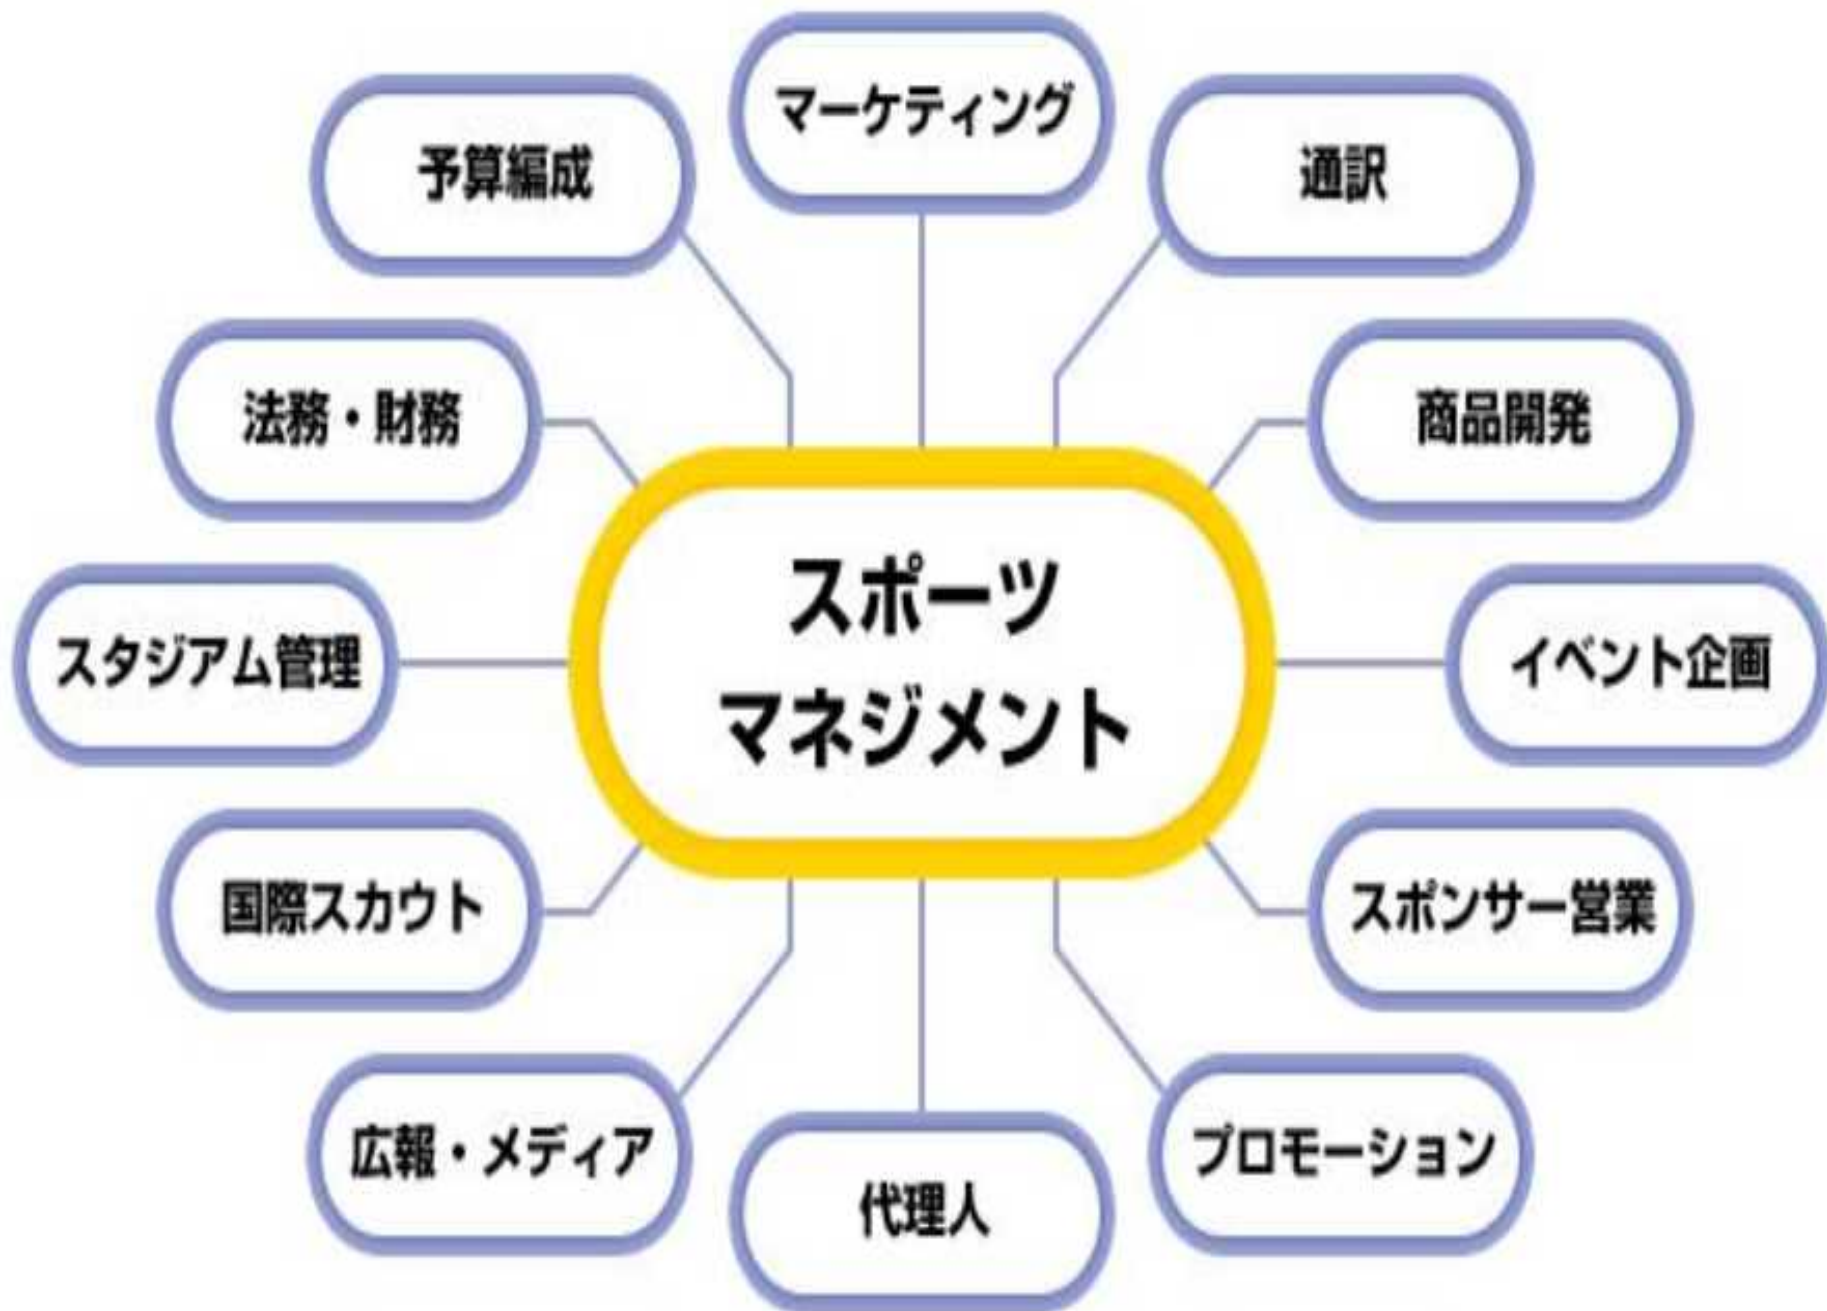 マーケティング
予算編成
通訳
法務・財務
商品開発
スポーツ
マネジメント
スタジアム管理
イベント企画
国際スカウト
スポンサー営業
広報・メディア
プロモーション
代理人